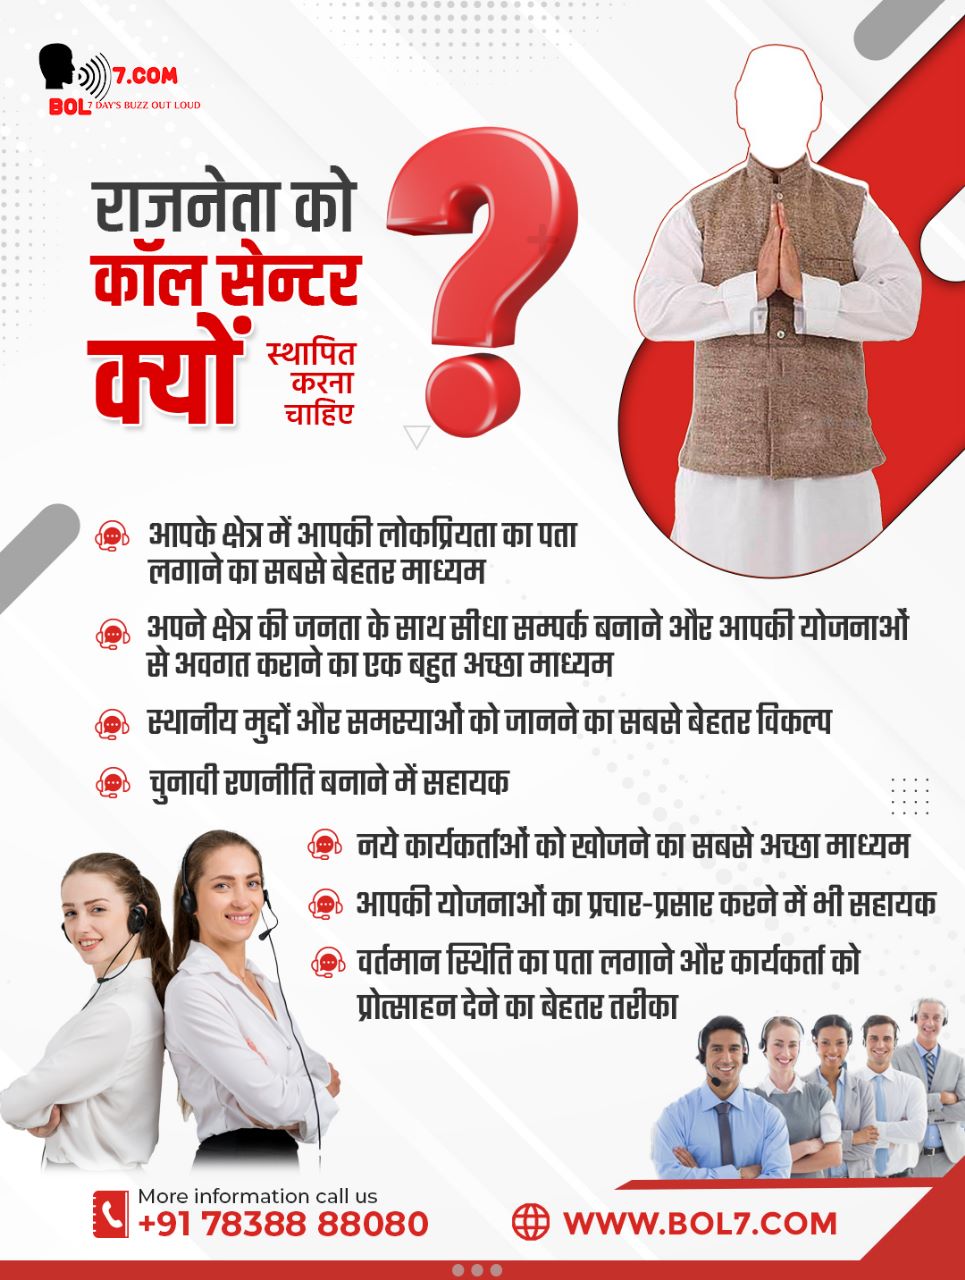 7.COM
BOL 7 DAY'S BUZZ OUT LOUD
राजनेता को
कॉल सेन्टर
क्यों
स्थापित
करना
चाहिए
?
आपके क्षेत्र में आपकी लोकप्रियता का पता
लगाने का सबसे बेहतर माध्यम
अपने क्षेत्र की जनता के साथ सीधा सम्पर्क बनाने और आपकी योजनाओं
से अवगत कराने का एक बहुत अच्छा माध्यम
स्थानीय मुद्दों और समस्याओं को जानने का सबसे बेहतर विकल्प
चुनावी रणनीति बनाने में सहायक
नये कार्यकर्ताओं को खोजने का सबसे अच्छा माध्यम
आपकी योजनाओं का प्रचार-प्रसार करने में भी सहायक
वर्तमान स्थिति का पता लगाने और कार्यकर्ता को
प्रोत्साहन देने का बेहतर तरीका
More information call us
+91 78388 88080
WWW.BOL7.COM